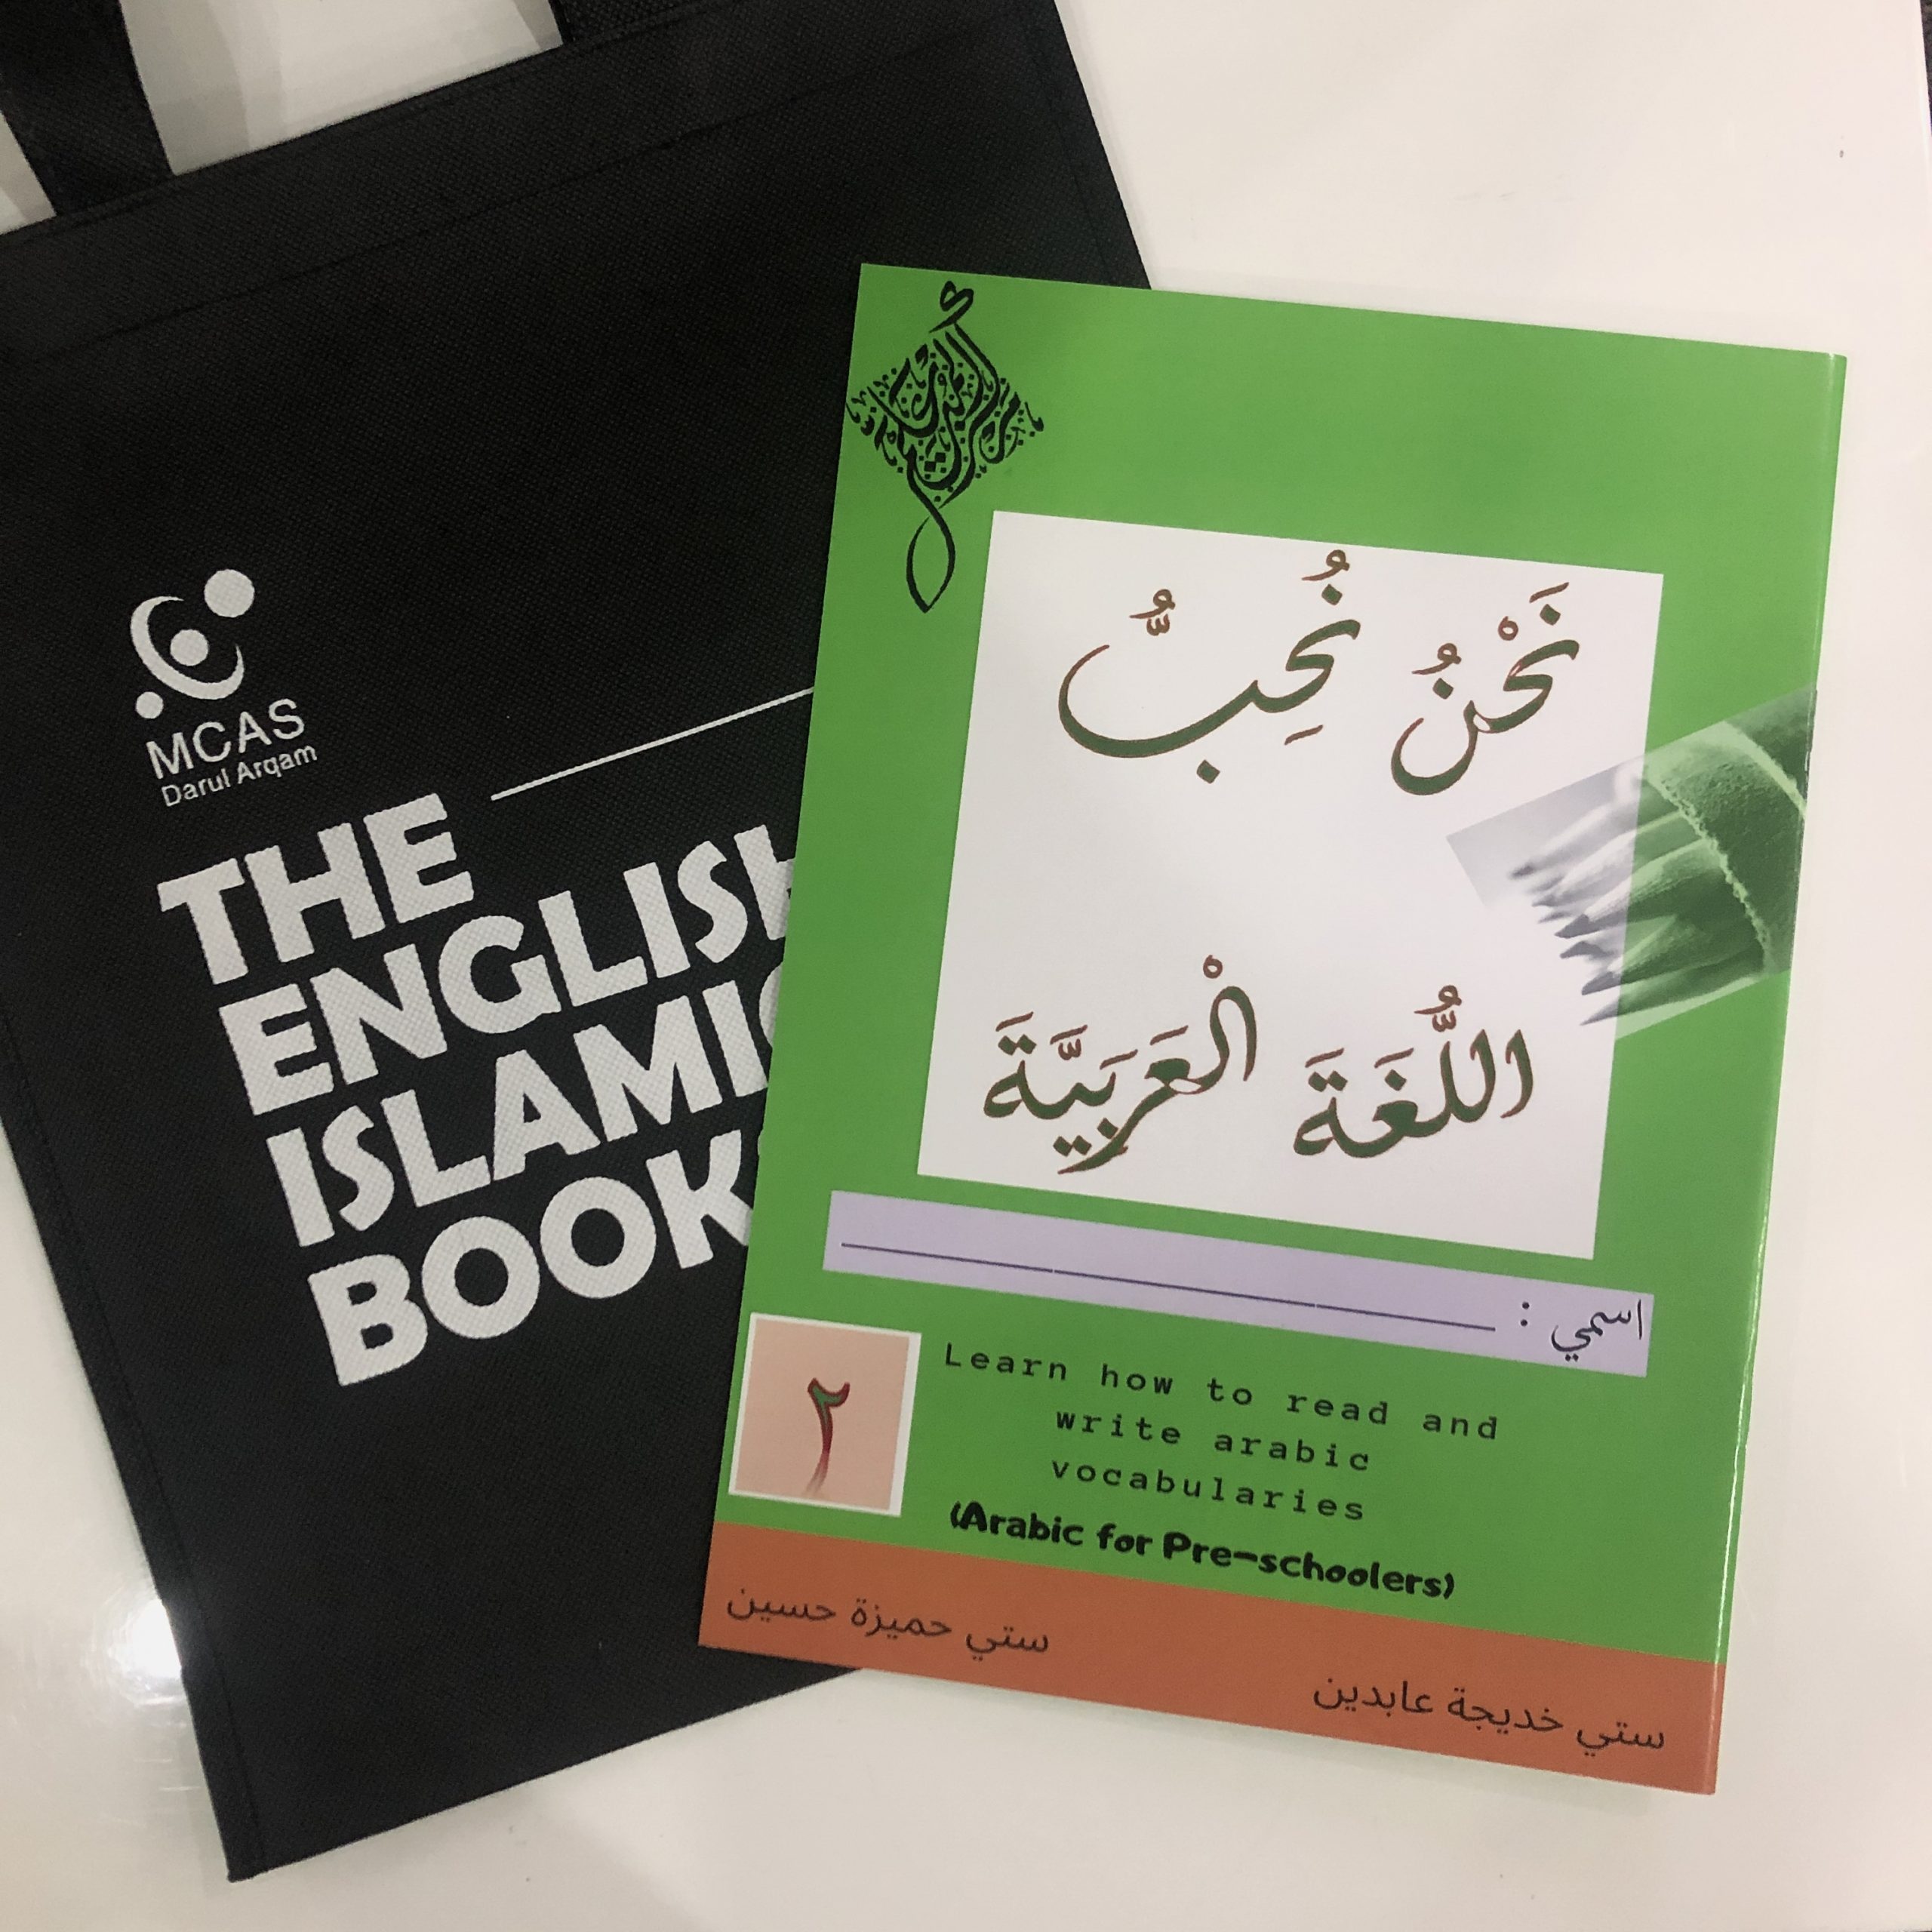 MCAS
Darul Arqam
THE
ENGLISH
ISLAMIC
BOOK
نَحْنُ نُحِبُّ
اللُّغَةَ الْعَرَبِيَّةَ
اسمي : ____________
٢
Learn how to read and
write arabic
vocabularies
(Arabic for Pre-schoolers)
ستي خديجة عابدين
ستي حميزة حسين